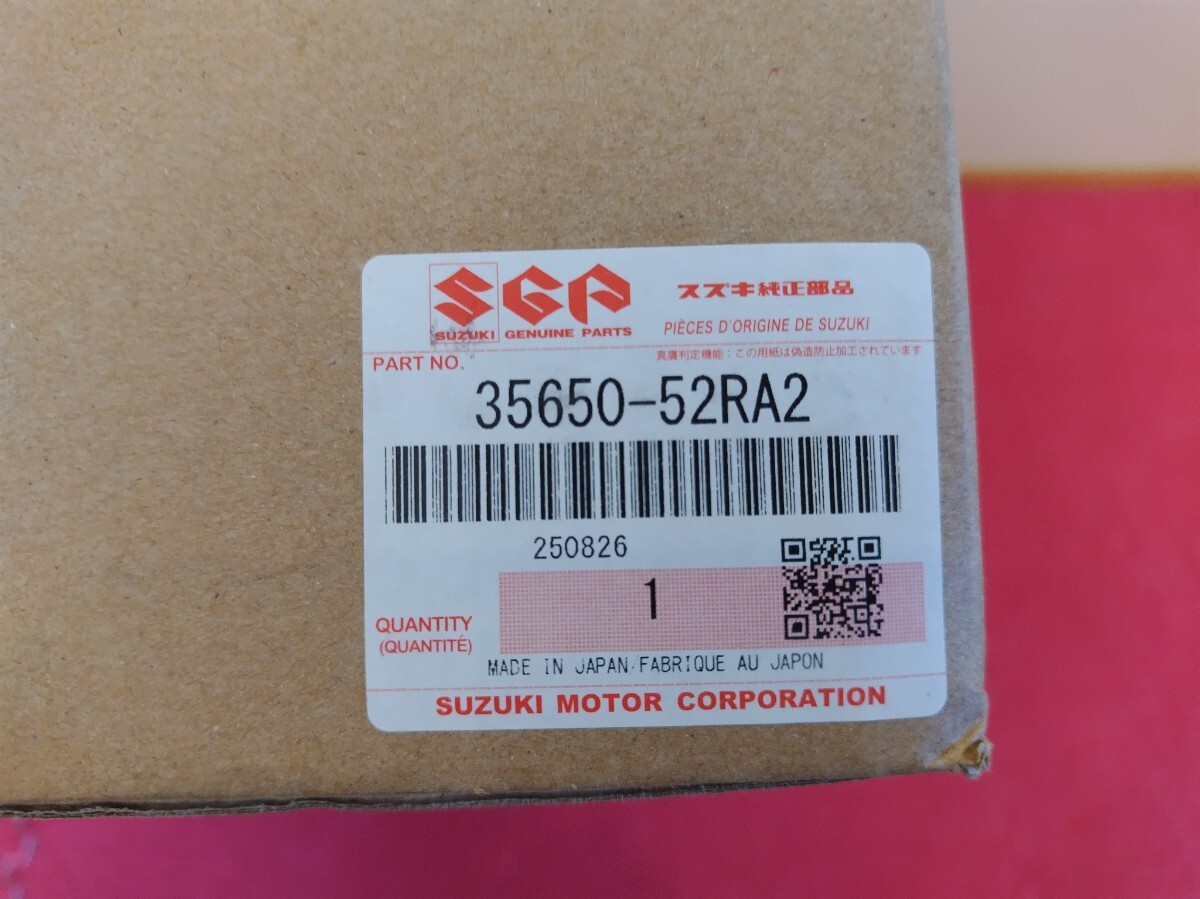 SGP
SUZUKI GENUINE PARTS
スズキ純正部品
PIÈCES D'ORIGINE DE SUZUKI
PART NO.
真贋判定機能：この用紙は偽造防止加工されています
35650-52RA2
250826
1
QUANTITY
(QUANTITÉ)
MADE IN JAPAN/FABRIQUE AU JAPON
SUZUKI MOTOR CORPORATION